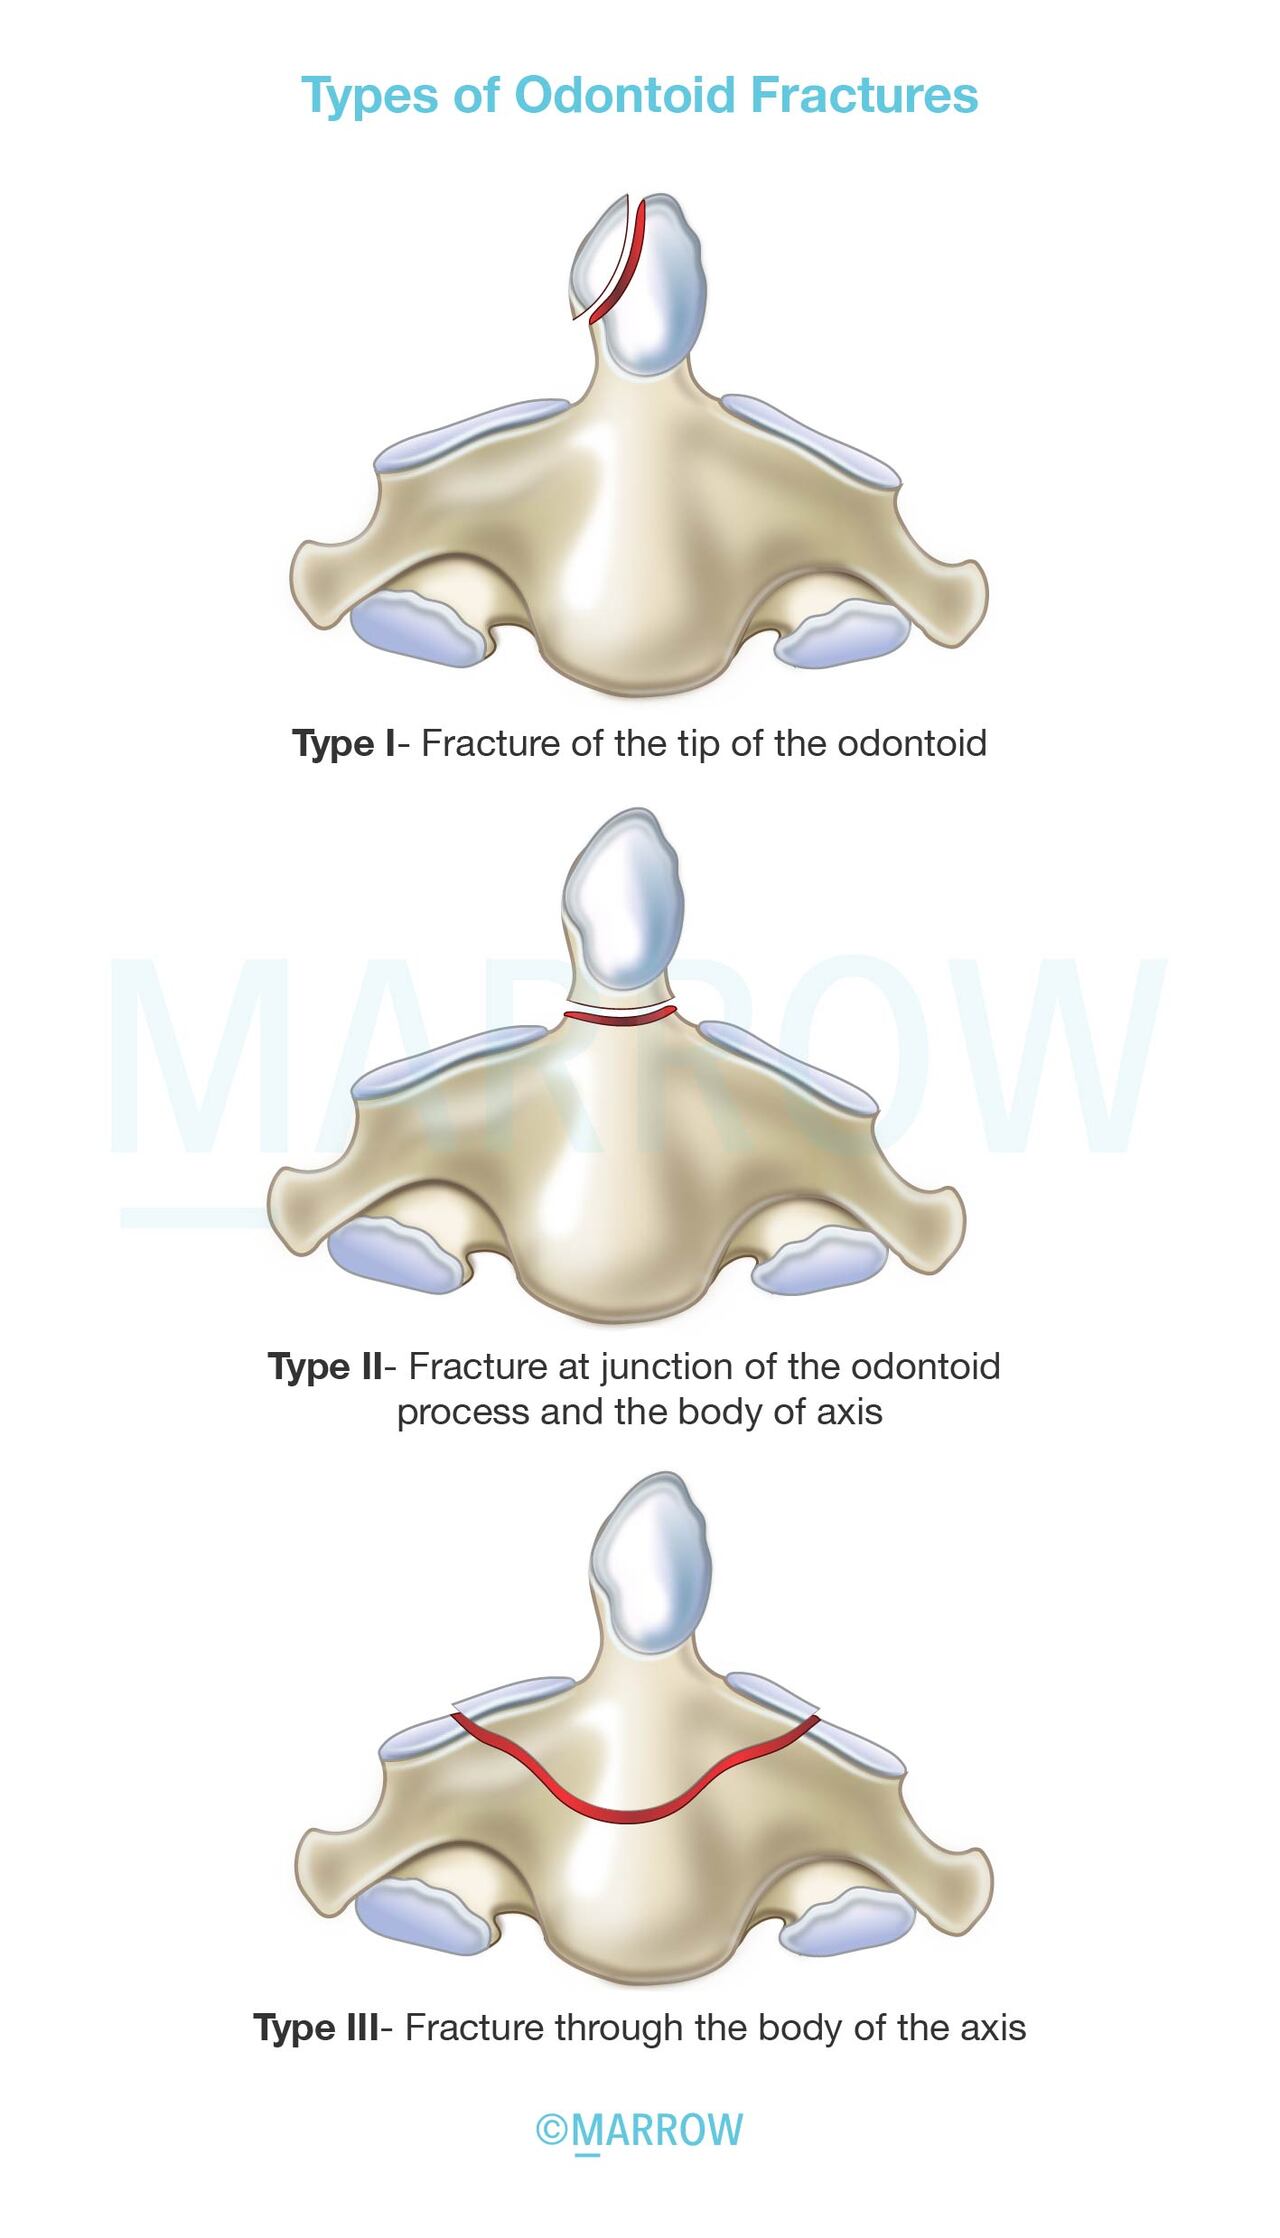 Types of Odontoid Fractures
Type I- Fracture of the tip of the odontoid
MARROW
Type II- Fracture at junction of the odontoid
process and the body of axis
Type III- Fracture through the body of the axis
©MARROW